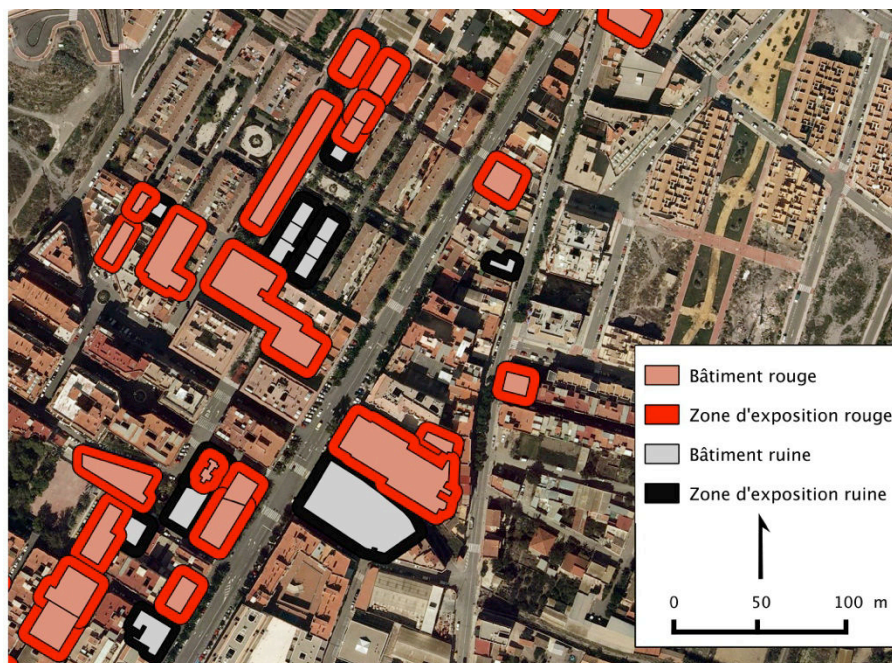 Bâtiment rouge
Zone d'exposition rouge
Bâtiment ruine
Zone d'exposition ruine
0 50 100 m